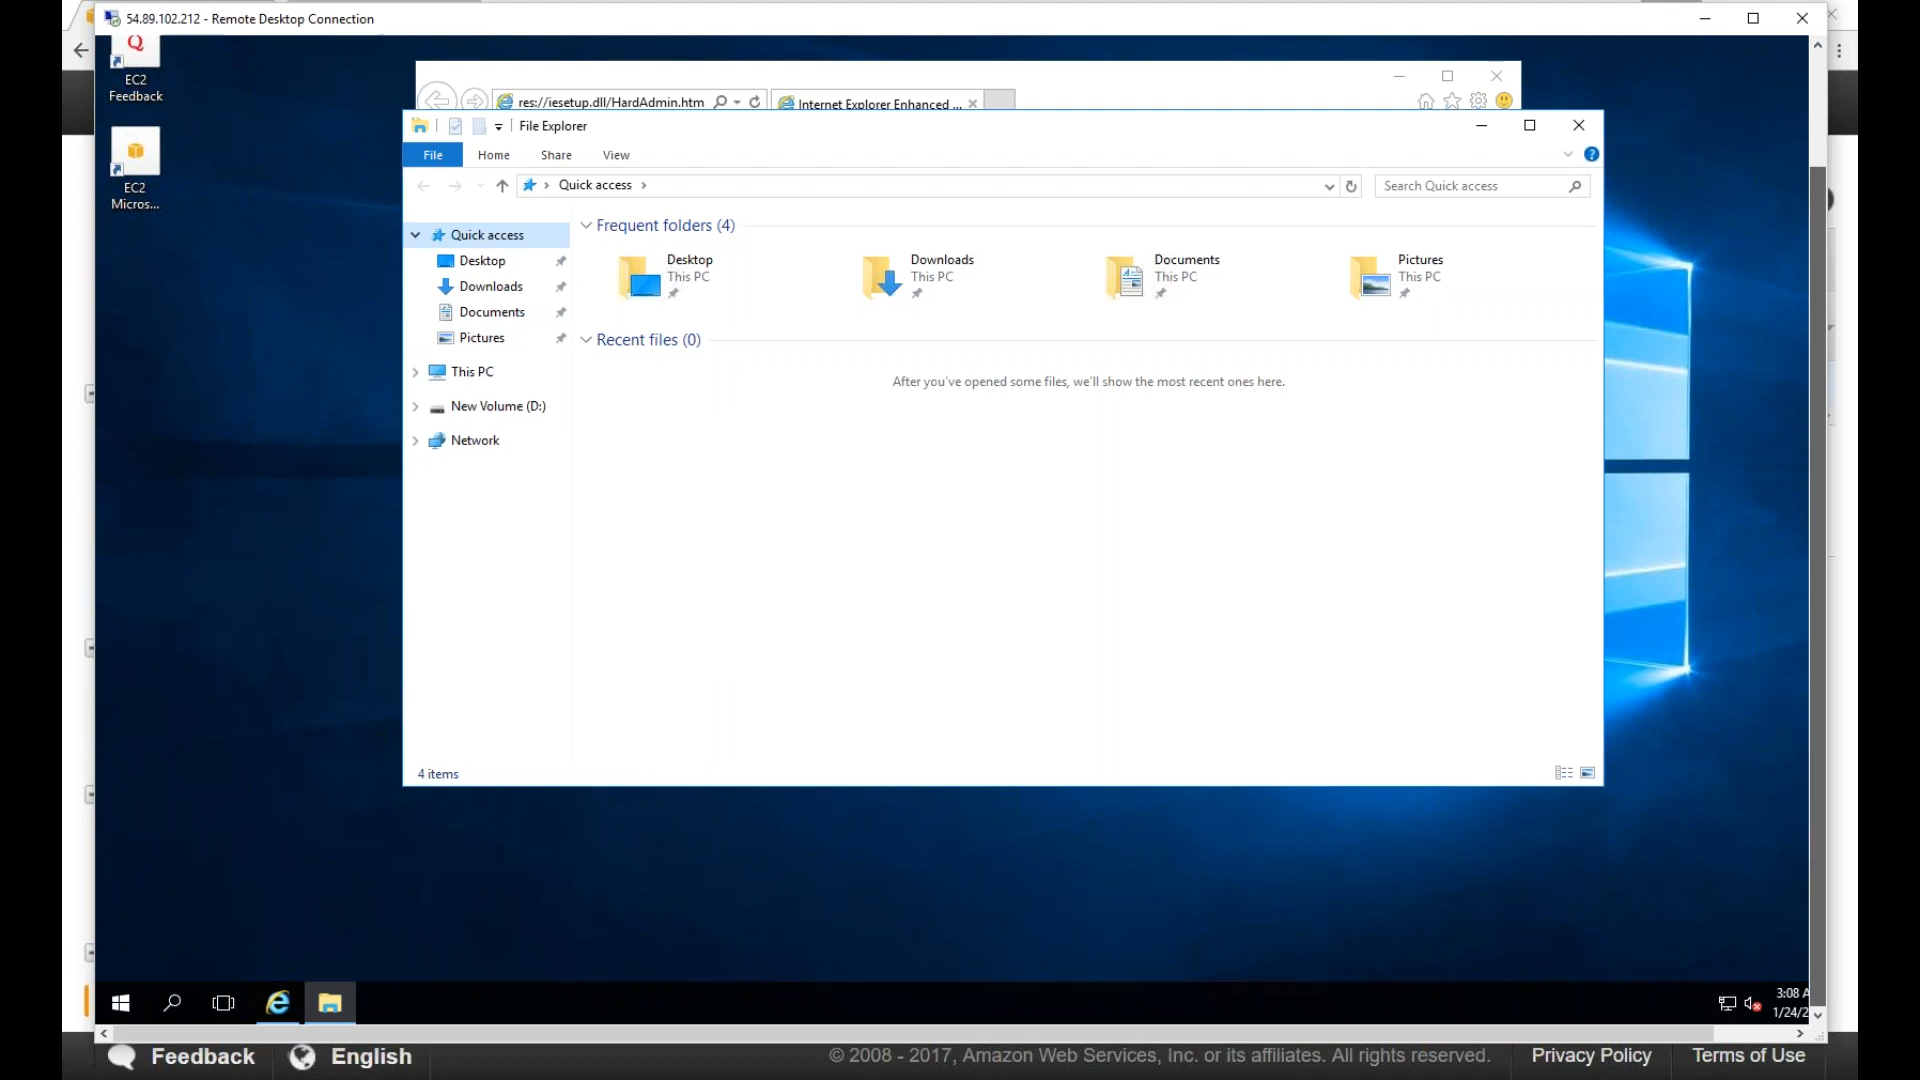 54.89.102.212 - Remote Desktop Connection
EC2
Feedback
EC2
Micros...
res://iesetup.dll/HardAdmin.htm
Internet Explorer Enhanced ...
File Explorer
File
Home
Share
View
Quick access
Search Quick access
Quick access
Desktop
Downloads
Documents
Pictures
This PC
New Volume (D:)
Network
Frequent folders (4)
Desktop
This PC
Downloads
This PC
Documents
This PC
Pictures
This PC
Recent files (0)
After you've opened some files, we'll show the most recent ones here.
4 items
3:08 A
1/24/2
Feedback
English
© 2008 - 2017, Amazon Web Services, Inc. or its affiliates. All rights reserved.
Privacy Policy
Terms of Use